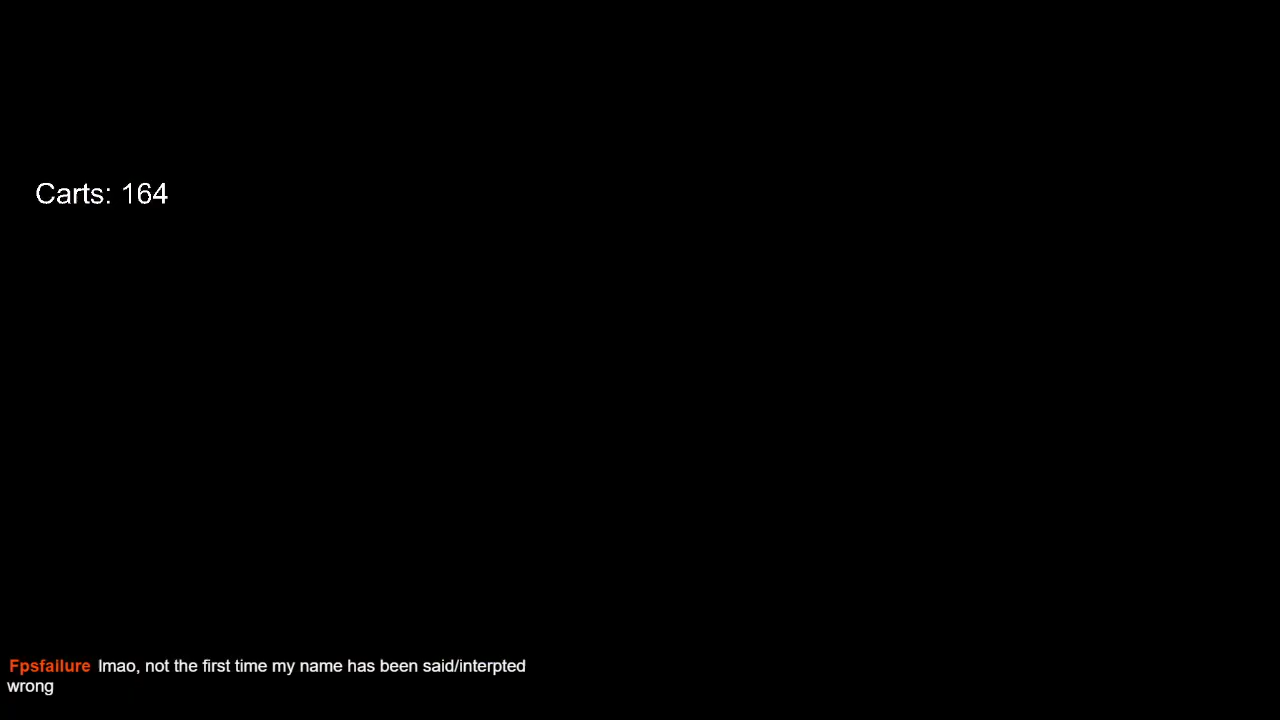 Carts: 164
Fpsfailure lmao, not the first time my name has been said/interpted
wrong